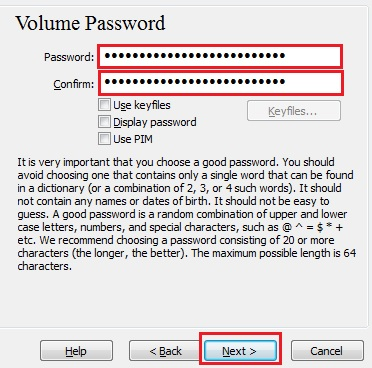 Volume Password
Password: ••••••••••••••••••••••••••
Confirm: ••••••••••••••••••••••••••
Use keyfiles Keyfiles...
Display password
Use PIM
It is very important that you choose a good password. You should
avoid choosing one that contains only a single word that can be found
in a dictionary (or a combination of 2, 3, or 4 such words). It should
not contain any names or dates of birth. It should not be easy to
guess. A good password is a random combination of upper and lower
case letters, numbers, and special characters, such as @ ^ = $ * +
etc. We recommend choosing a password consisting of 20 or more
characters (the longer, the better). The maximum possible length is 64
characters.
Help < Back Next > Cancel